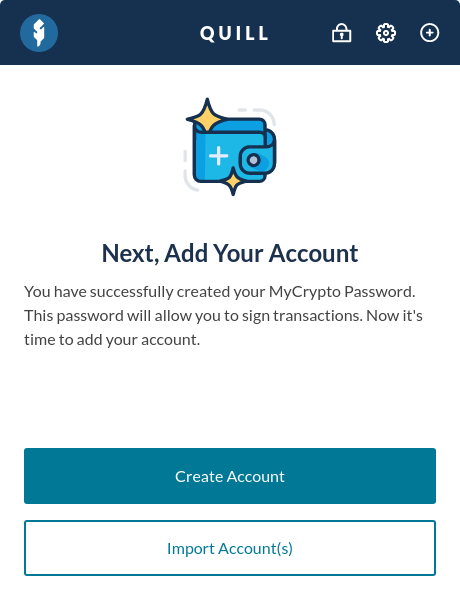 QUILL
Next, Add Your Account
You have successfully created your MyCrypto Password.
This password will allow you to sign transactions. Now it's
time to add your account.
Create Account
Import Account(s)